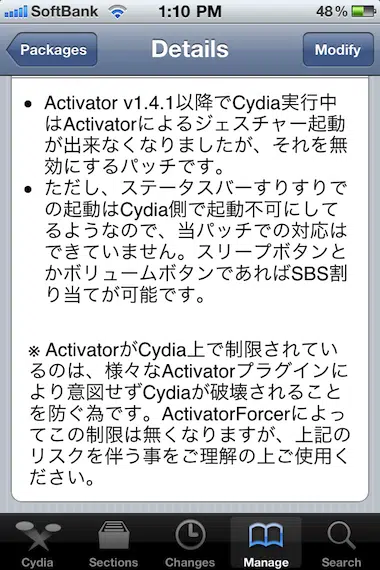 SoftBank 1:10 PM 48%
Packages Details Modify
• Activator v1.4.1以降でCydia実行中
はActivatorによるジェスチャー起動
が出来なくなりましたが、それを無
効にするパッチです。
• ただし、ステータスバーすりすりで
の起動はCydia側で起動不可にして
るようなので、当パッチでの対応は
できていません。スリープボタンと
かボリュームボタンであればSBS割
り当てが可能です。
※ ActivatorがCydia上で制限されてい
るのは、様々なActivatorプラグイン
により意図せずCydiaが破壊されること
を防ぐ為です。ActivatorForcerによっ
てこの制限は無くなりますが、上記の
リスクを伴う事をご理解の上ご使用く
ださい。
Cydia Sections Changes Manage Search